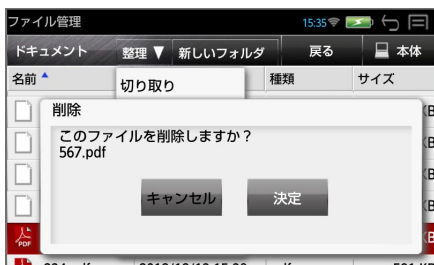 ファイル管理 15:35
ドキュメント 整理 ▼ 新しいフォルダ 戻る 本体
名前 ▲ 種類 サイズ
切り取り
削除
このファイルを削除しますか？
567.pdf
キャンセル 決定
PDF